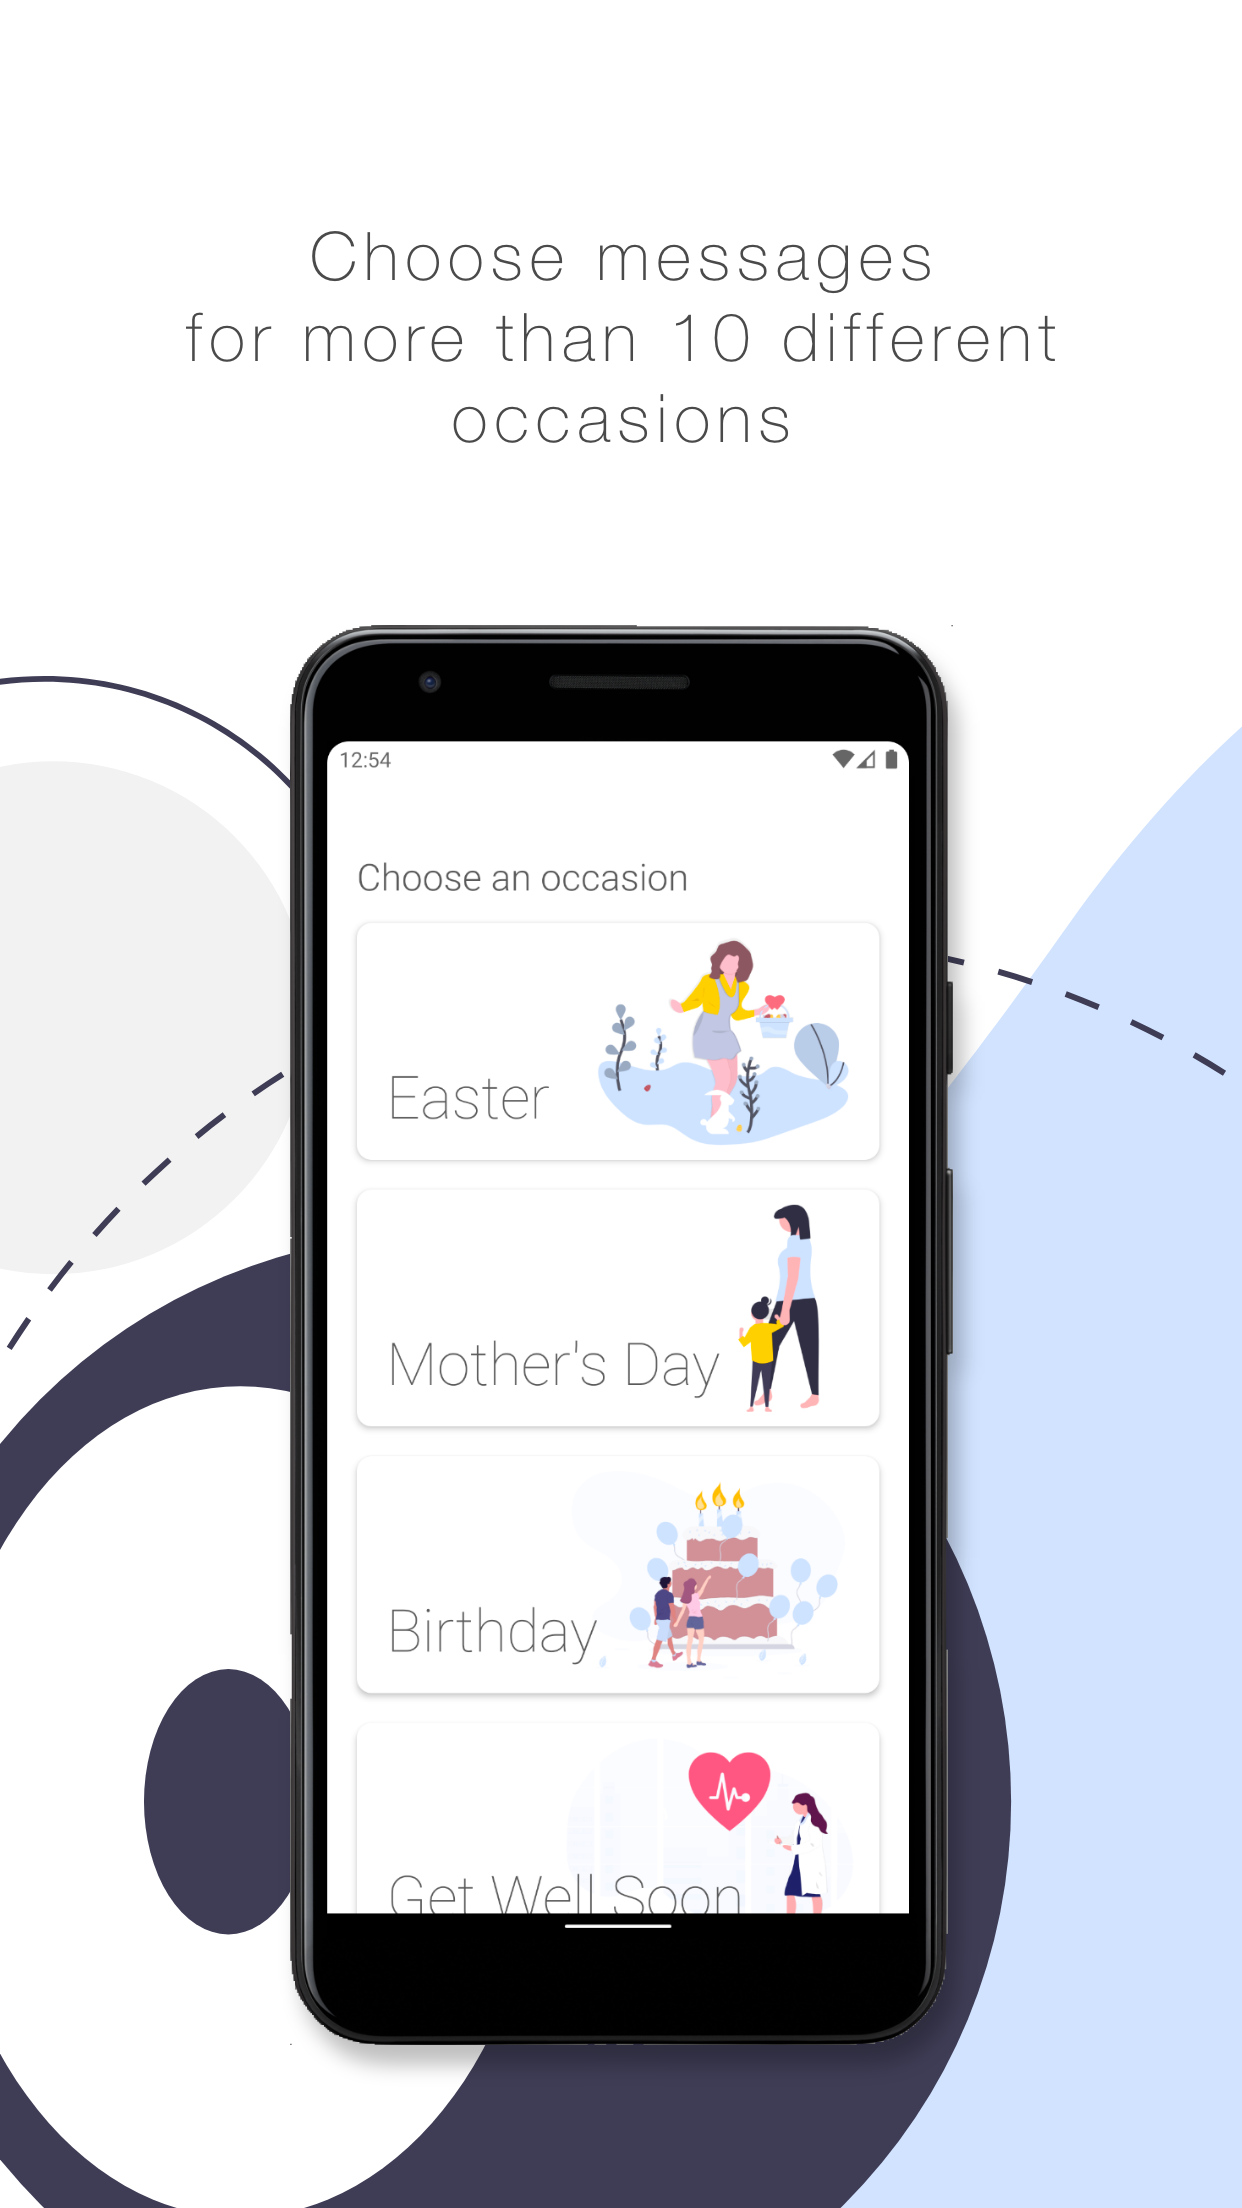 Choose messages
for more than 10 different
occasions
12:54
Choose an occasion
Easter
Mother's Day
Birthday
Get Well Soon